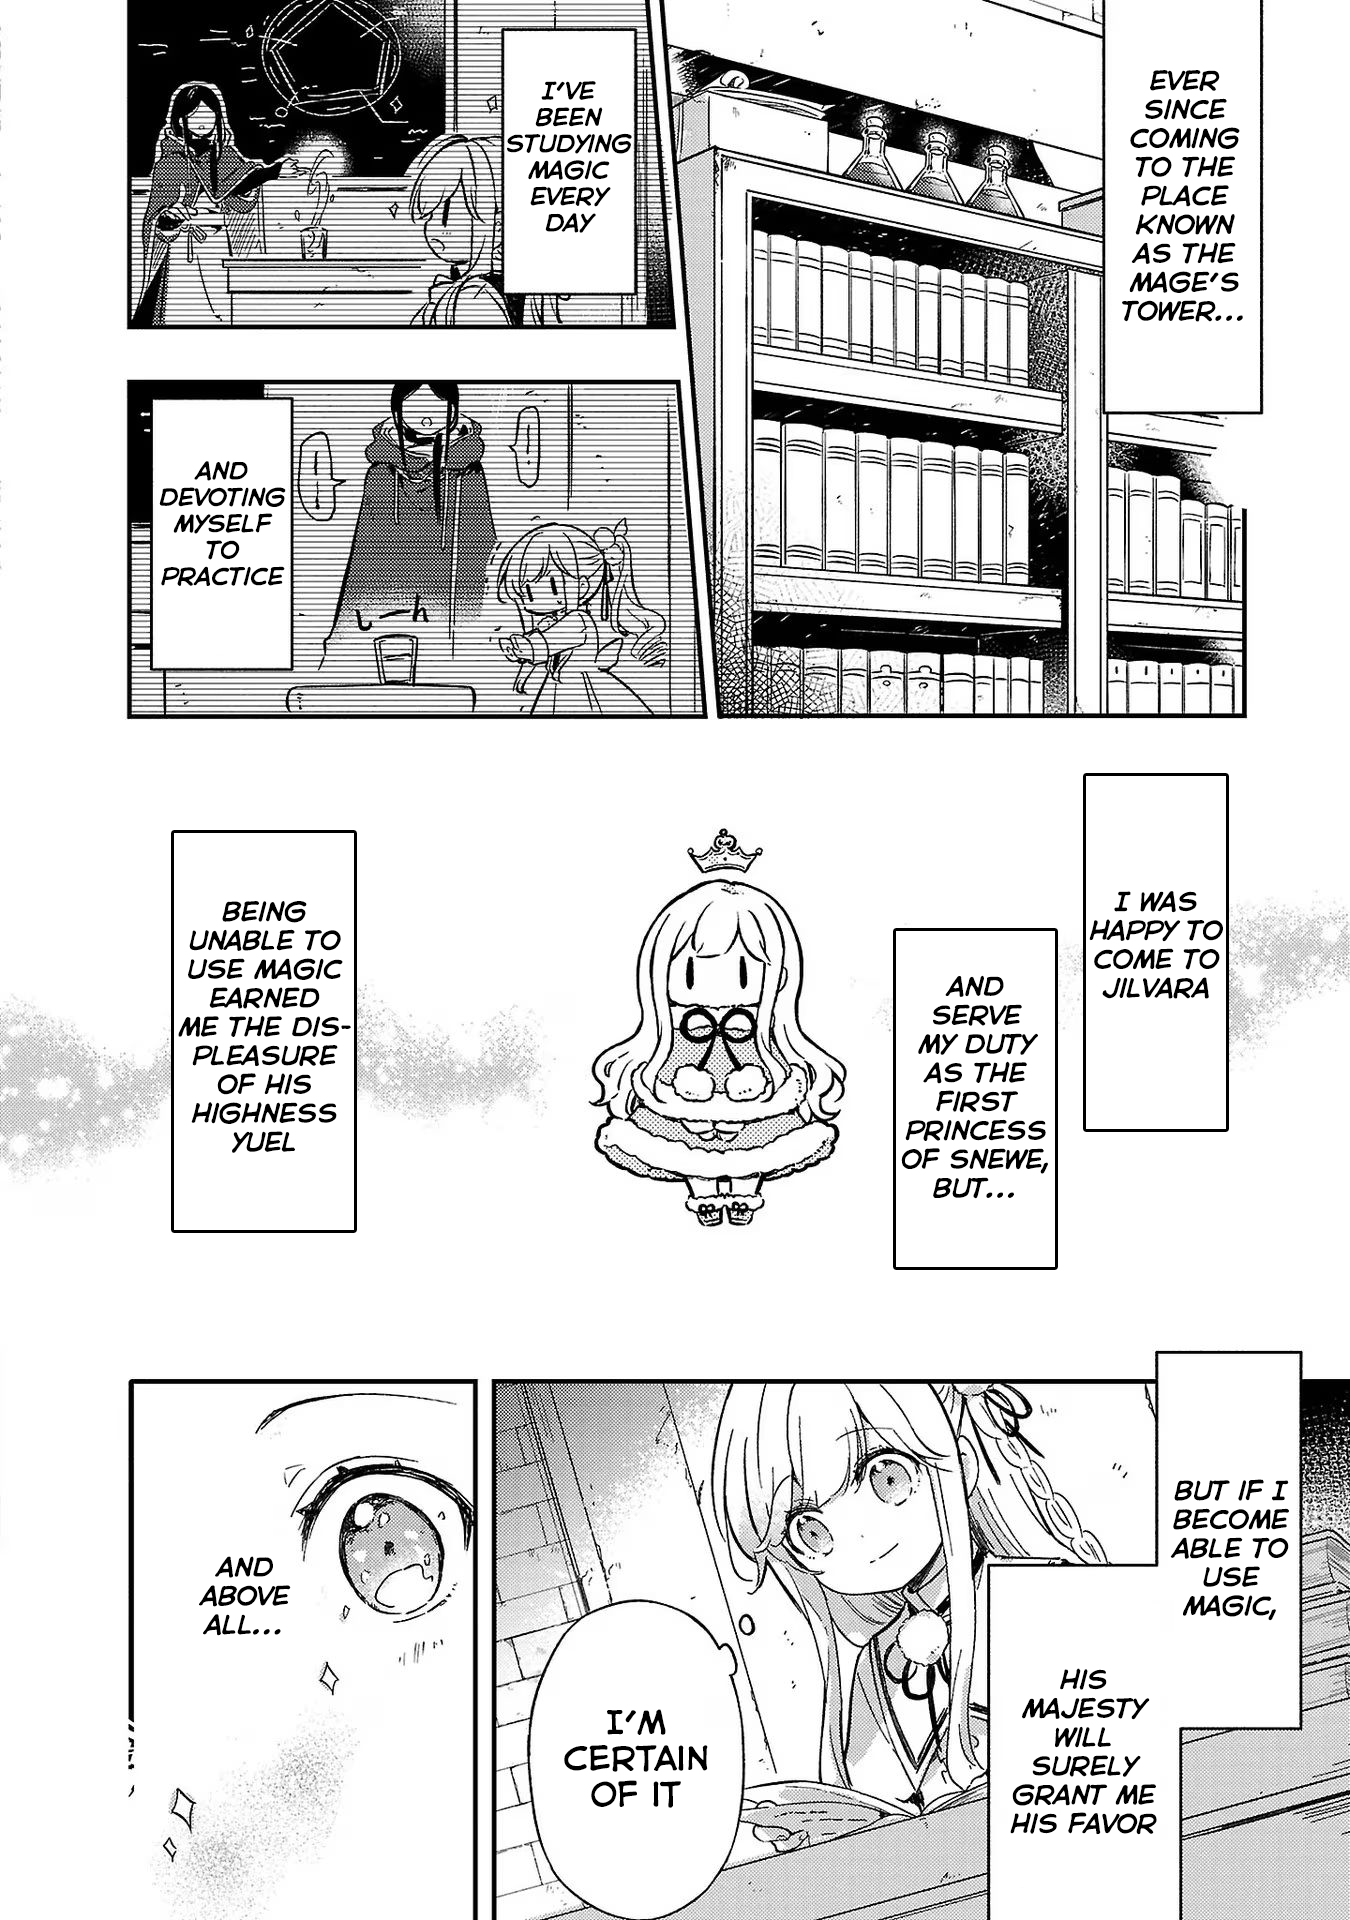 EVER
SINCE
COMING
TO THE
PLACE
KNOWN
AS THE
MAGE'S
TOWER...
I'VE
BEEN
STUDYING
MAGIC
EVERY
DAY
AND
DEVOTING
MYSELF
TO
PRACTICE
しーん
I WAS
HAPPY TO
COME TO
JILVARA
AND
SERVE
MY DUTY
AS THE
FIRST
PRINCESS
OF SNEWE,
BUT...
BEING
UNABLE TO
USE MAGIC
EARNED
ME THE DIS-
PLEASURE
OF HIS
HIGHNESS
YUEL
BUT IF I
BECOME
ABLE TO
USE
MAGIC,
HIS
MAJESTY
WILL
SURELY
GRANT ME
HIS FAVOR
I'M
CERTAIN
OF IT
AND
ABOVE
ALL...